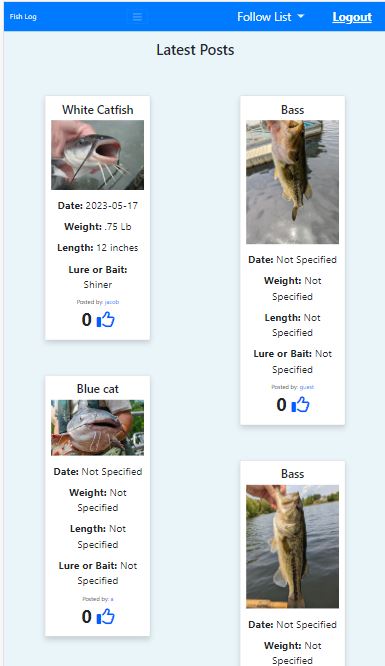 Fish Log
Follow List
Logout
Latest Posts
White Catfish
Date: 2023-05-17
Weight: .75 Lb
Length: 12 inches
Lure or Bait:
Shiner
Posted by: jacob
0
Blue cat
Date: Not Specified
Weight: Not
Specified
Length: Not
Specified
Lure or Bait: Not
Specified
Posted by: a
0
Bass
Date: Not Specified
Weight: Not
Specified
Length: Not
Specified
Lure or Bait: Not
Specified
Posted by: guest
0
Bass
Date: Not Specified
Weight: Not
Specified